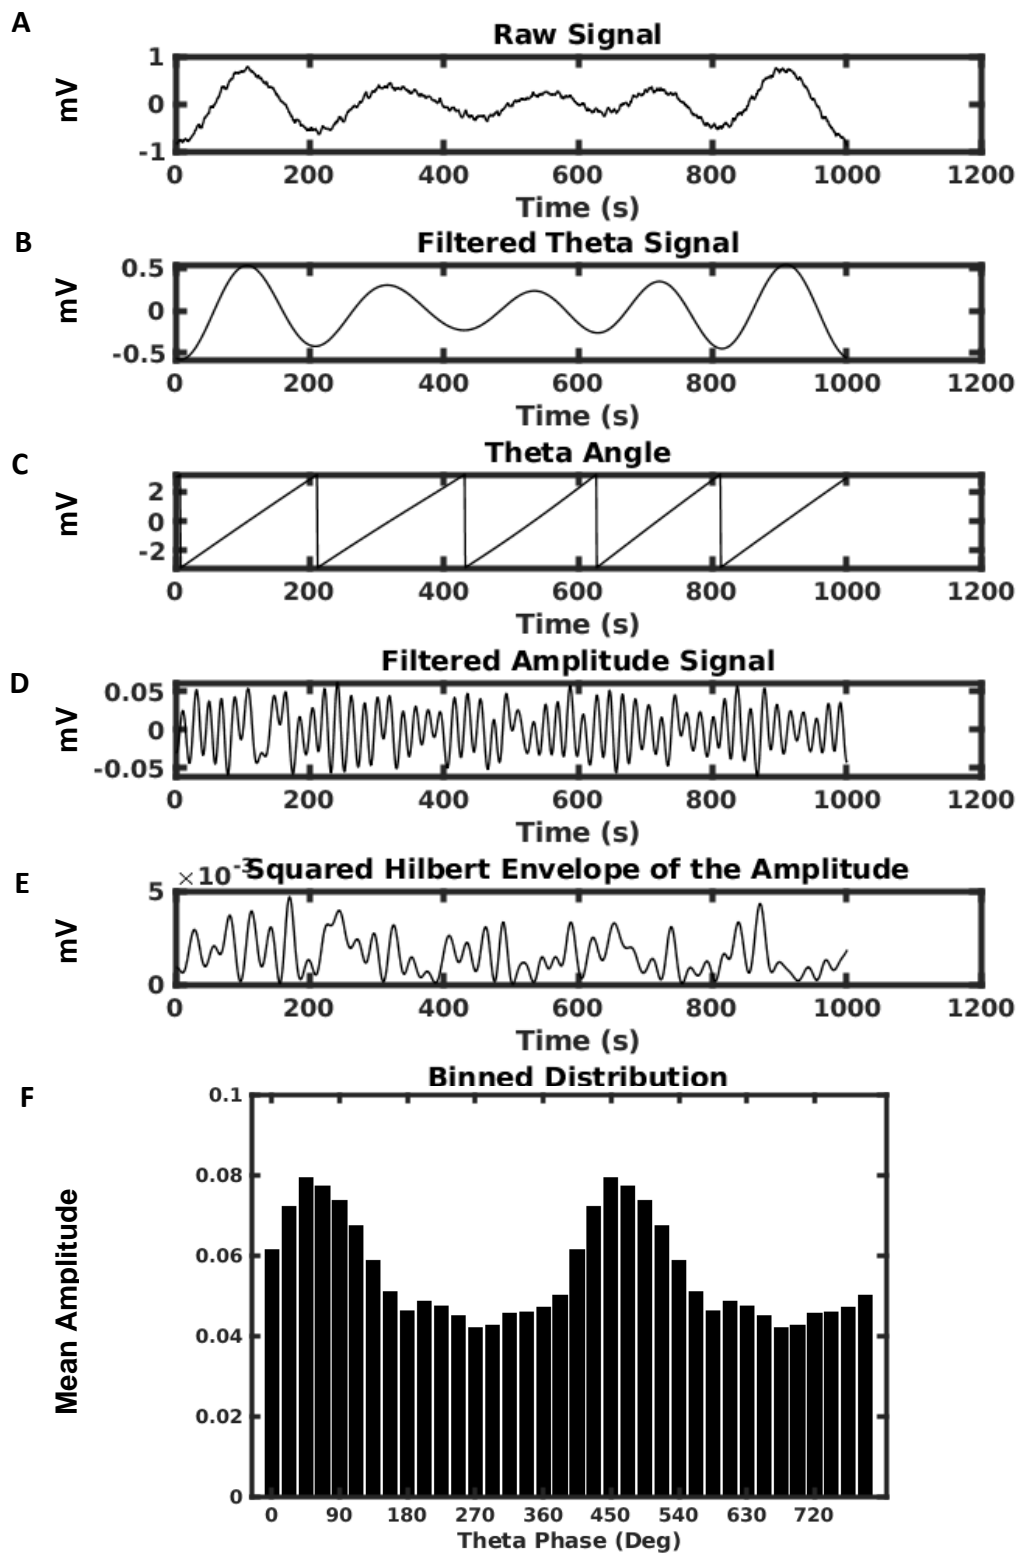 A
Raw Signal
mV
1
0
-1
0 200 400 600 800 1000 1200
Time (s)
B
Filtered Theta Signal
mV
0.5
0
-0.5
0 200 400 600 800 1000 1200
Time (s)
C
Theta Angle
mV
2
0
-2
0 200 400 600 800 1000 1200
Time (s)
D
Filtered Amplitude Signal
mV
0.05
0
-0.05
0 200 400 600 800 1000 1200
Time (s)
E
×10-3
Squared Hilbert Envelope of the Amplitude
mV
5
0
0 200 400 600 800 1000 1200
Time (s)
F
Binned Distribution
Mean Amplitude
0.1
0.08
0.06
0.04
0.02
0
0 90 180 270 360 450 540 630 720
Theta Phase (Deg)